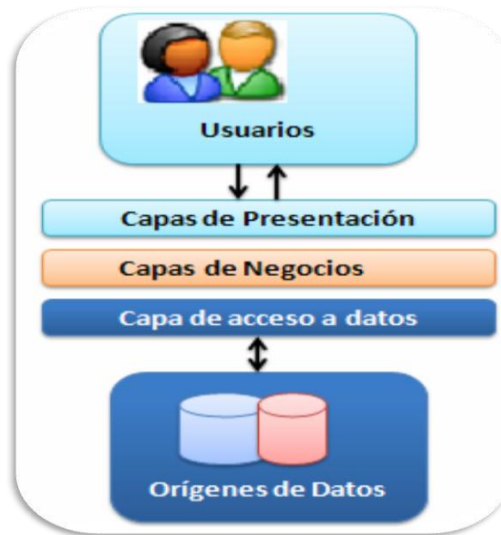 Usuarios
Capas de Presentación
Capas de Negocios
Capa de acceso a datos
Orígenes de Datos